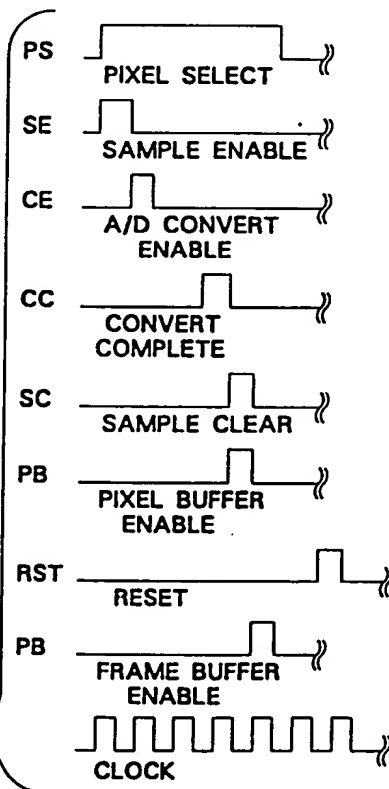 PS
PIXEL SELECT
SE
SAMPLE ENABLE
CE
A/D CONVERT
ENABLE
CC
CONVERT
COMPLETE
SC
SAMPLE CLEAR
PB
PIXEL BUFFER
ENABLE
RST
RESET
PB
FRAME BUFFER
ENABLE
CLOCK